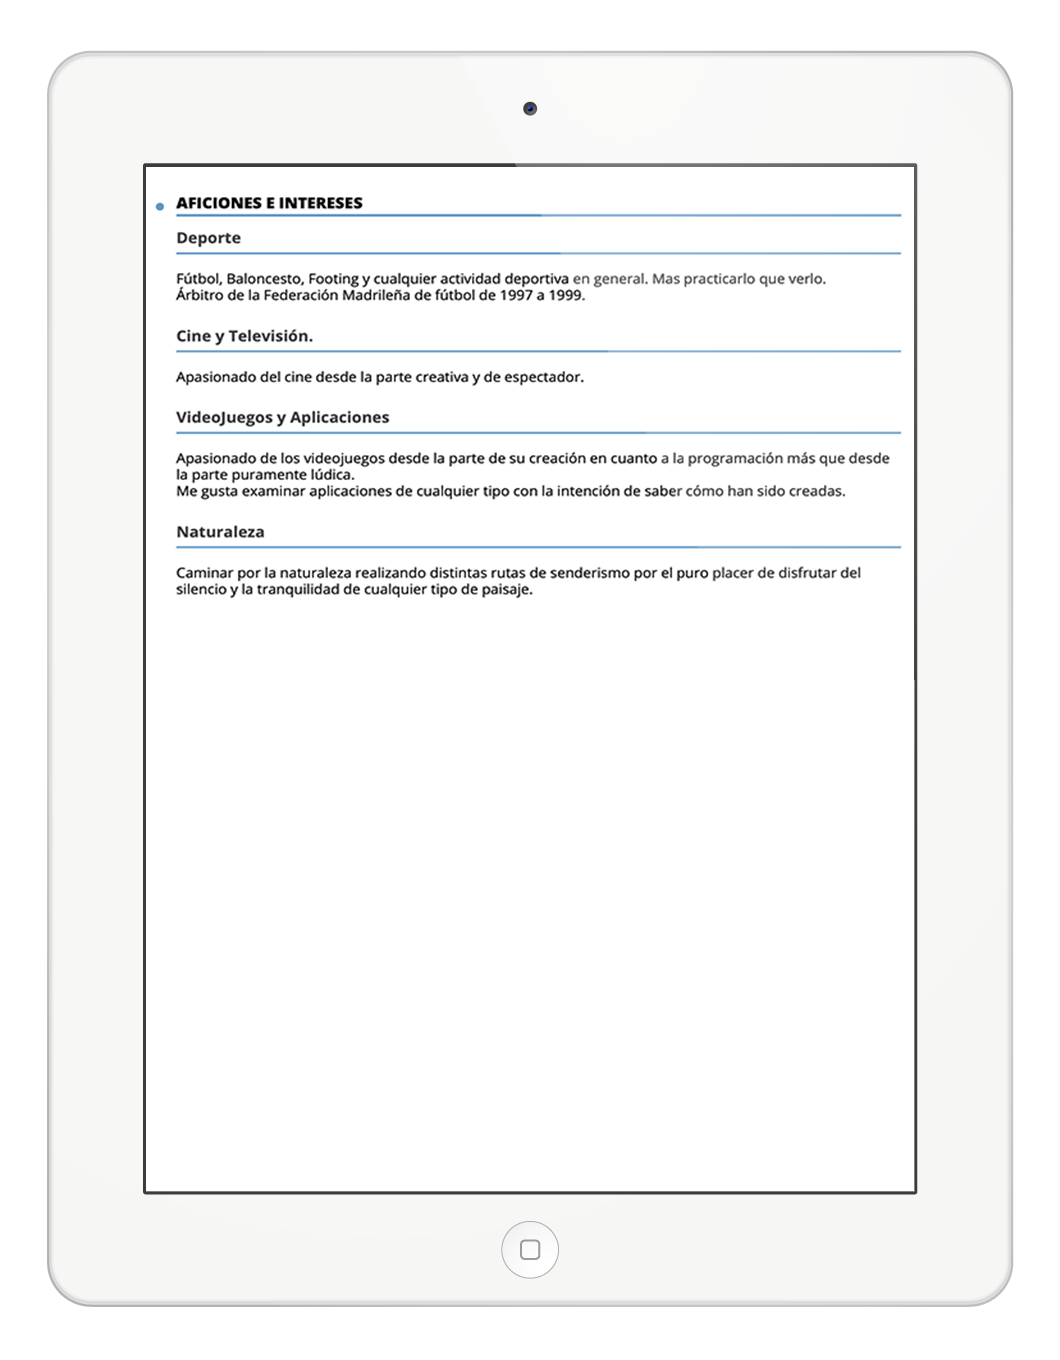 AFICIONES E INTERESES
Deporte
Fútbol, Baloncesto, Footing y cualquier actividad deportiva en general. Mas practicarlo que verlo.
Árbitro de la Federación Madrileña de fútbol de 1997 a 1999.
Cine y Televisión.
Apasionado del cine desde la parte creativa y de espectador.
VideoJuegos y Aplicaciones
Apasionado de los videojuegos desde la parte de su creación en cuanto a la programación más que desde
la parte puramente lúdica.
Me gusta examinar aplicaciones de cualquier tipo con la intención de saber cómo han sido creadas.
Naturaleza
Caminar por la naturaleza realizando distintas rutas de senderismo por el puro placer de disfrutar del
silencio y la tranquilidad de cualquier tipo de paisaje.